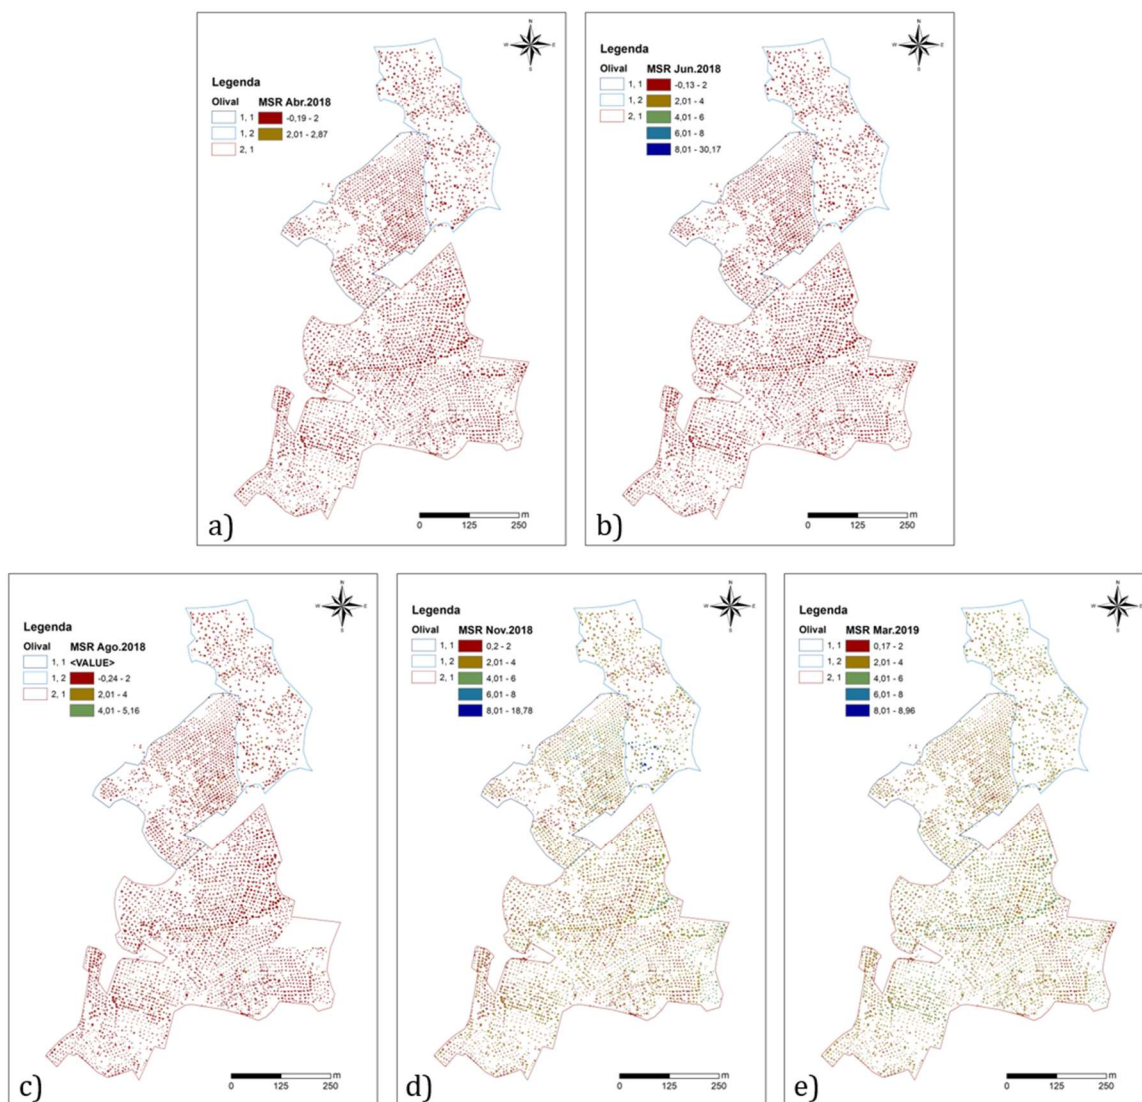 N
W E
S
Legenda
Olival MSR Abr.2018
1, 1 -0,19 - 2
1, 2 2,01 - 2,87
2, 1
0 125 250 m
a)
N
W E
S
Legenda
Olival MSR Jun.2018
1, 1 -0,13 - 2
1, 2 2,01 - 4
2, 1 4,01 - 6
6,01 - 8
8,01 - 30,17
0 125 250 m
b)
N
W E
S
Legenda
Olival MSR Ago.2018
1, 1 <VALUE>
1, 2 -0,24 - 2
2, 1 2,01 - 4
4,01 - 5,16
0 125 250 m
c)
N
W E
S
Legenda
Olival MSR Nov.2018
1, 1 0,2 - 2
1, 2 2,01 - 4
2, 1 4,01 - 6
6,01 - 8
8,01 - 18,78
0 125 250 m
d)
N
W E
S
Legenda
Olival MSR Mar.2019
1, 1 0,17 - 2
1, 2 2,01 - 4
2, 1 4,01 - 6
6,01 - 8
8,01 - 8,96
0 125 250 m
e)